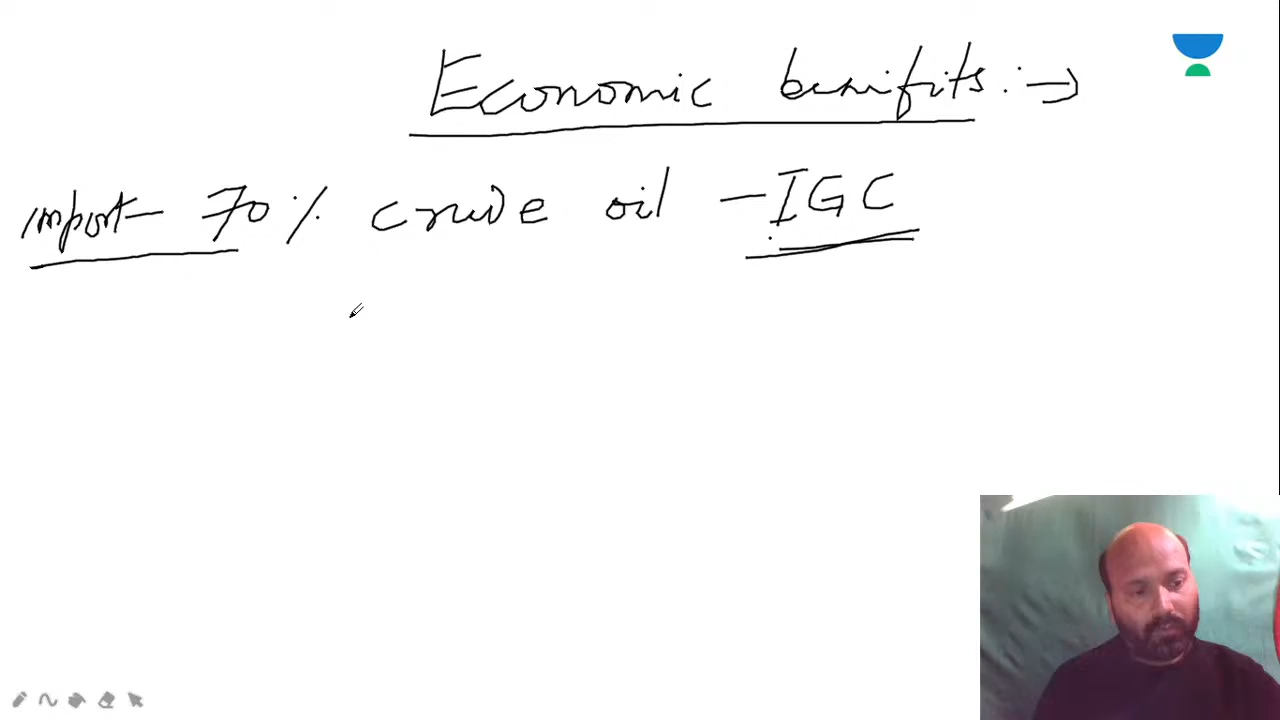 Economic benifits :→
import - 70% crude oil - IGC